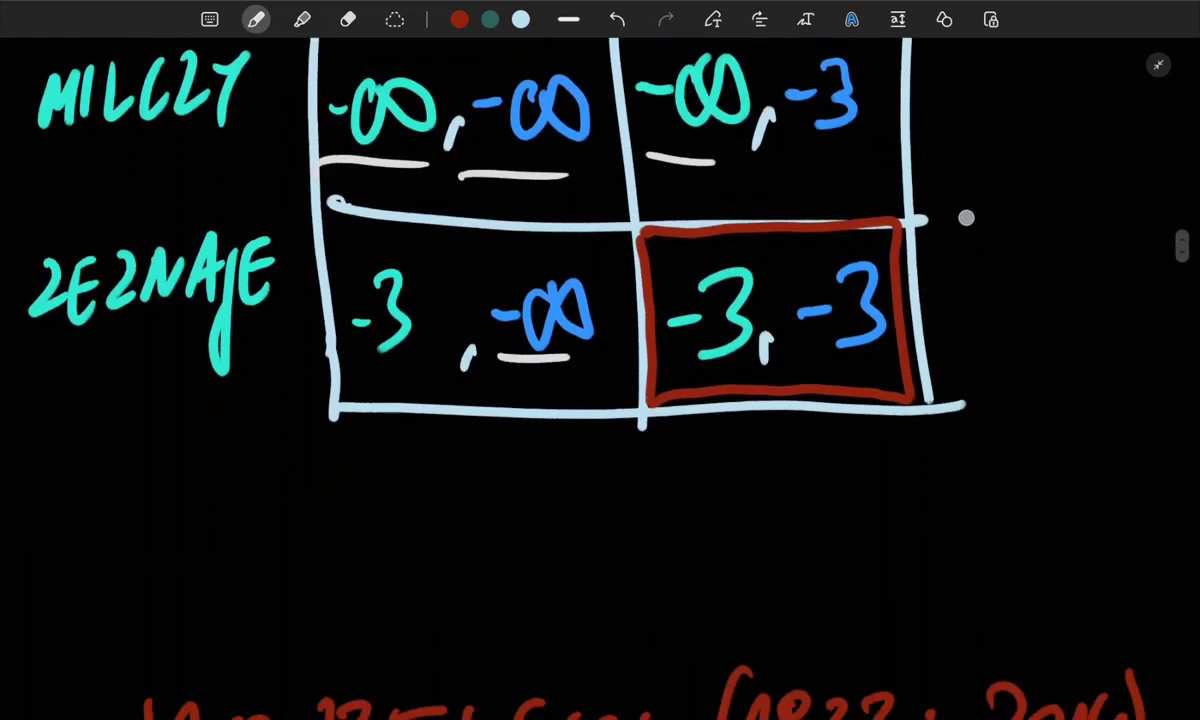 MILCZY -∞, -∞ -∞, -3
ZEZNAJE -3, -∞ -3, -3